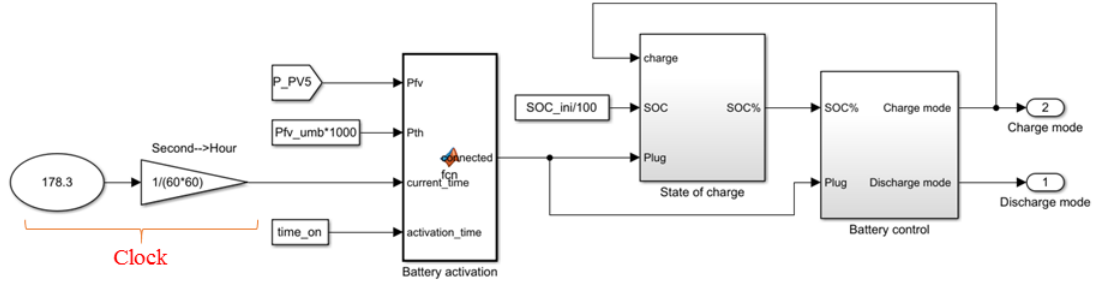 P_PV5
Pfv_umb*1000
Second-->Hour
178.3
1/(60*60)
Clock
time_on
Pfv
Pth
current_time
activation_time
connected
fcn
Battery activation
SOC_ini/100
charge
SOC
Plug
SOC%
State of charge
SOC%
Plug
Charge mode
Discharge mode
Battery control
2
Charge mode
1
Discharge mode